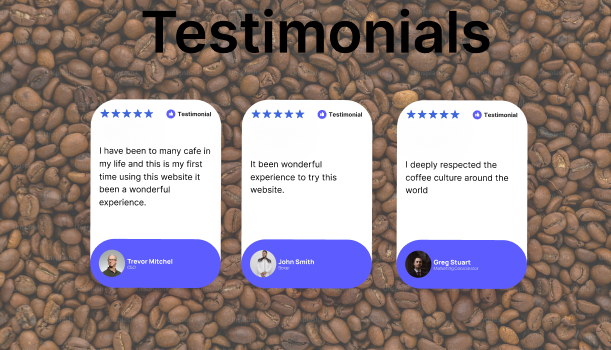 Testimonials
Testimonial
I have been to many cafe in
my life and this is my first
time using this website it
been a wonderful
experience.
Trevor Mitchel
CEO
Testimonial
It been wonderful
experience to try this
website.
John Smith
Testimonial
I deeply respected the
coffee culture around the
world
Greg Stuart